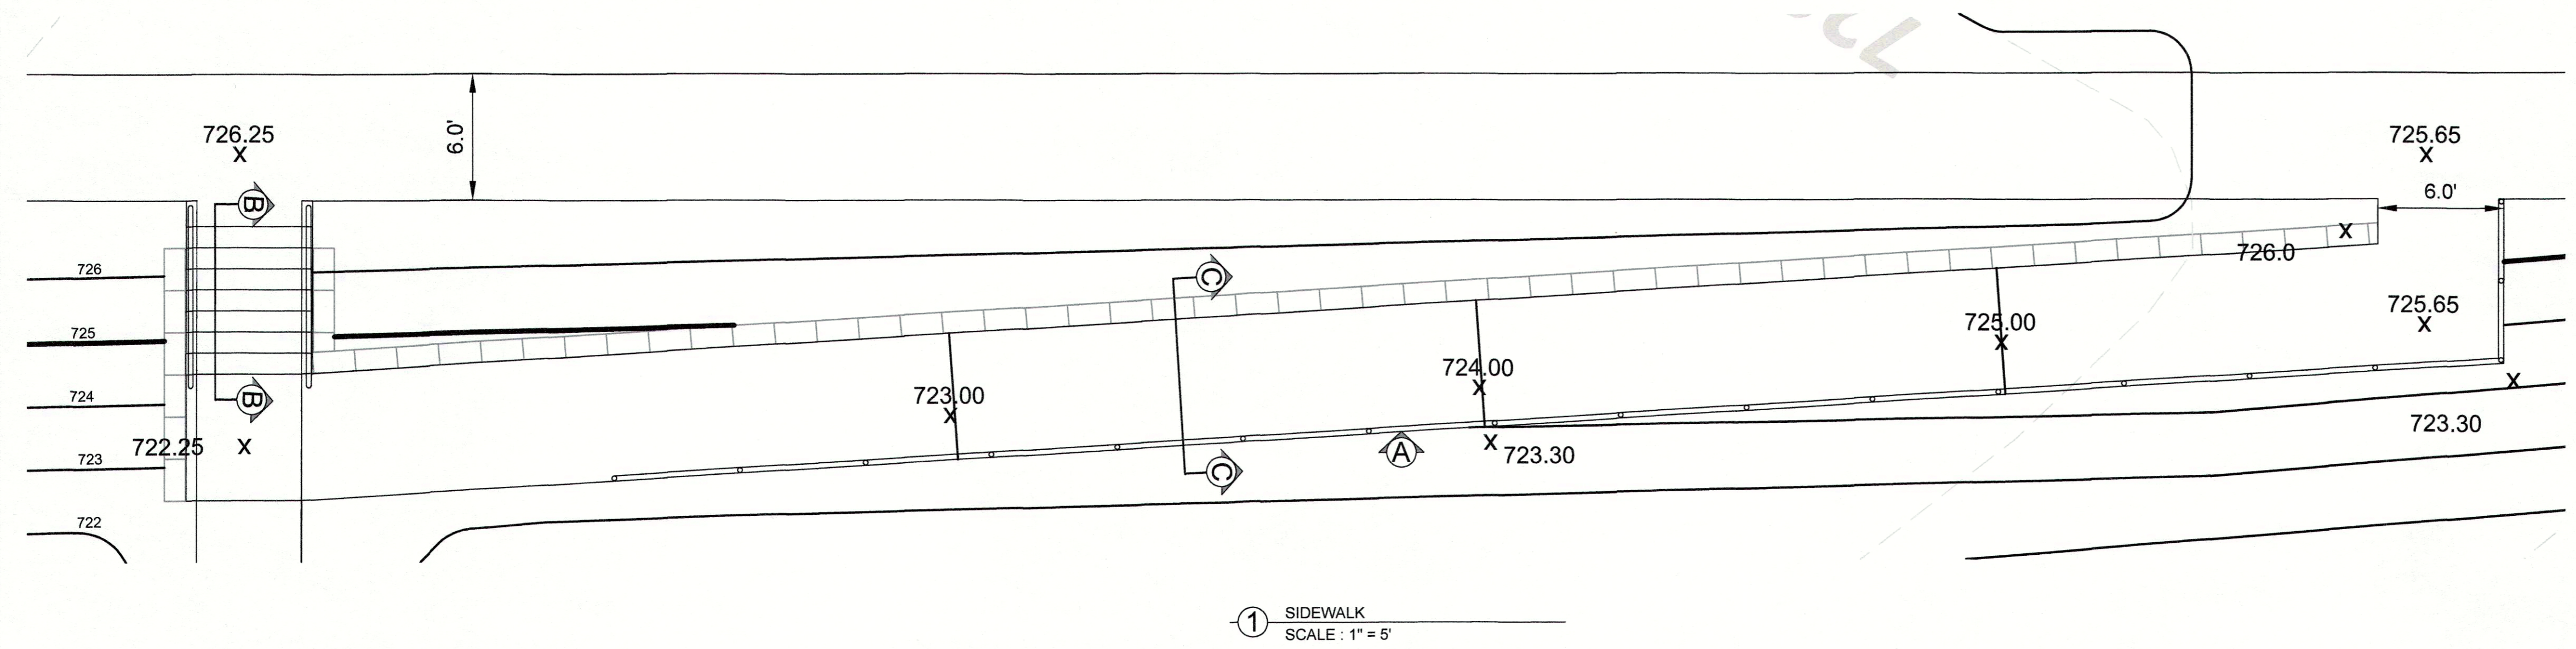 726.25
X
6.0'
725.65
X
6.0'
B
726
725
724
723
722
B
722.25 X
C
C
723.00
X
A
724.00
X
X 723.30
725.00
X
X
726.0
725.65
X
X
723.30
1 SIDEWALK
SCALE : 1" = 5'